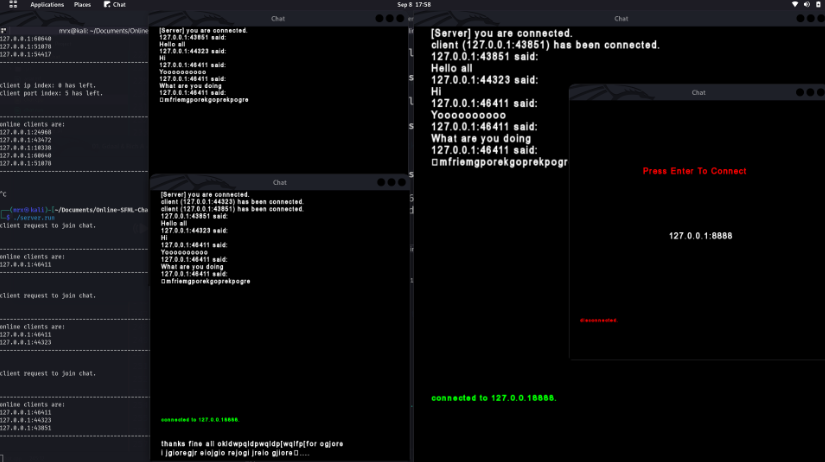 Applications Places Chat Sep 8 17:58
mrx@kali: ~/Documents/Online
127.0.0.1:60640
127.0.0.1:51078
127.0.0.1:54417
client ip index: 0 has left.
client port index: 5 has left.
online clients are:
127.0.0.1:24968
127.0.0.1:43472
127.0.0.1:10338
127.0.0.1:60640
127.0.0.1:51078
^C
(mrx@kali)-[~/Documents/Online-SFML-Cha
$ ./server.run
client request to join chat.
online clients are:
127.0.0.1:46411
client request to join chat.
online clients are:
127.0.0.1:46411
127.0.0.1:44323
client request to join chat.
online clients are:
127.0.0.1:46411
127.0.0.1:44323
127.0.0.1:43851
Chat
[Server] you are connected.
127.0.0.1:43851 said:
Hello all
127.0.0.1:44323 said:
Hi
127.0.0.1:46411 said:
Yoooooooooo
127.0.0.1:46411 said:
What are you doing
127.0.0.1:46411 said:
mfriemgporekgoprekpogre
Chat
[Server] you are connected.
client (127.0.0.1:44323) has been connected.
client (127.0.0.1:43851) has been connected.
127.0.0.1:43851 said:
Hello all
127.0.0.1:44323 said:
Hi
127.0.0.1:46411 said:
Yoooooooooo
127.0.0.1:46411 said:
What are you doing
127.0.0.1:46411 said:
mfriemgporekgoprekpogre
connected to 127.0.0.18888.
thanks fine all okldwpqldpwqldp[wqlfp[for ogjore
i jgioregjr eiojgio rejogi jreio gjiore....
Chat
[Server] you are connected.
client (127.0.0.1:43851) has been connected.
127.0.0.1:43851 said:
Hello all
127.0.0.1:44323 said:
Hi
127.0.0.1:46411 said:
Yoooooooooo
127.0.0.1:46411 said:
What are you doing
127.0.0.1:46411 said:
mfriemgporekgoprekpogr
connected to 127.0.0.18888.
Chat
Press Enter To Connect
127.0.0.1:8888
disconnected.